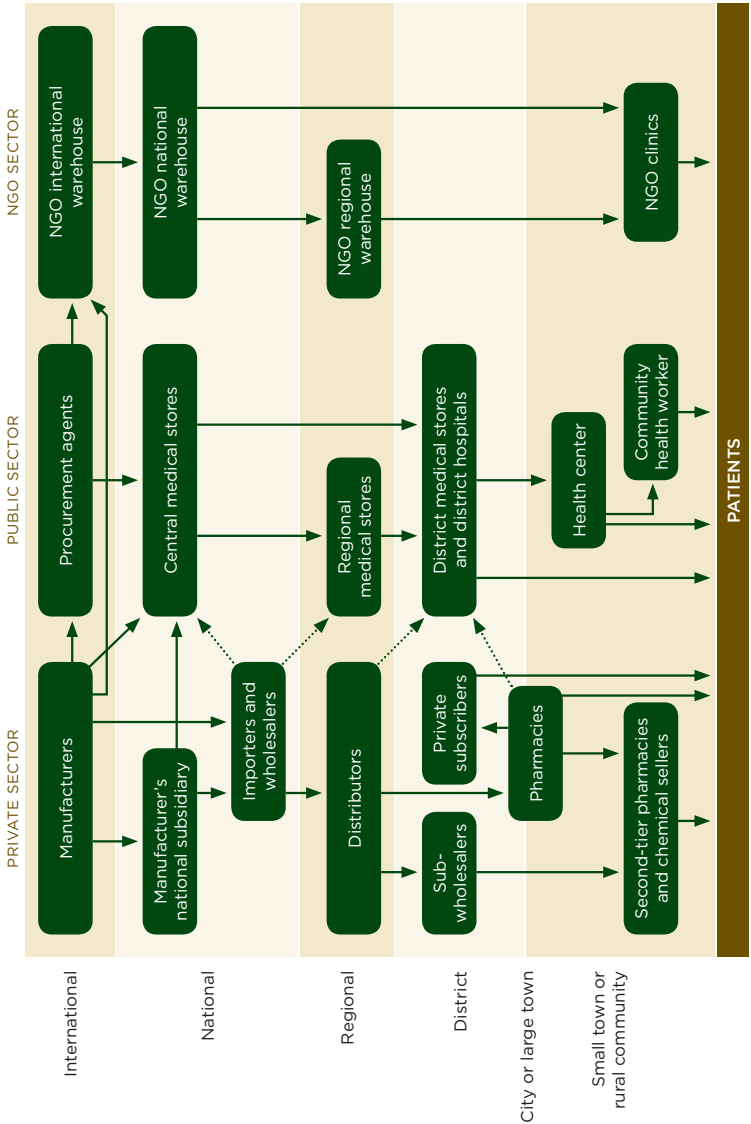 PRIVATE SECTOR
PUBLIC SECTOR
NGO SECTOR
International
Manufacturers
Procurement agents
NGO international
warehouse
National
Manufacturer’s
national subsidiary
Central medical stores
NGO national
warehouse
Importers and
wholesalers
Regional
Distributors
Regional
medical stores
NGO regional
warehouse
District
Sub-
wholesalers
Private
subscribers
District medical stores
and district hospitals
City or large town
Pharmacies
Health center
Small town or
rural community
Second-tier pharmacies
and chemical sellers
Community
health worker
NGO clinics
PATIENTS